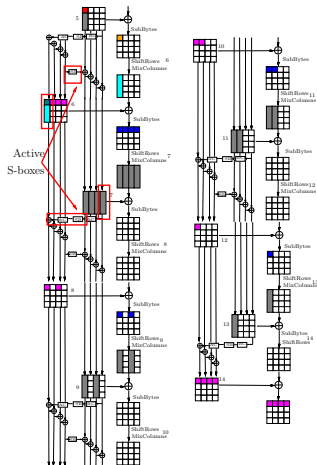 5
SubBytes
6
ShiftRows
MixColumns
6
SubBytes
7
ShiftRows
MixColumns
Active
S-boxes
SubBytes
8
ShiftRows
MixColumns
8
SubBytes
9
ShiftRows
MixColumns
9
SubBytes
10
ShiftRows
MixColumns
10
SubBytes
11
ShiftRows
MixColumns
11
SubBytes
12
ShiftRows
MixColumns
12
SubBytes
ShiftRows
MixColumns
13
SubBytes
14
ShiftRows
14